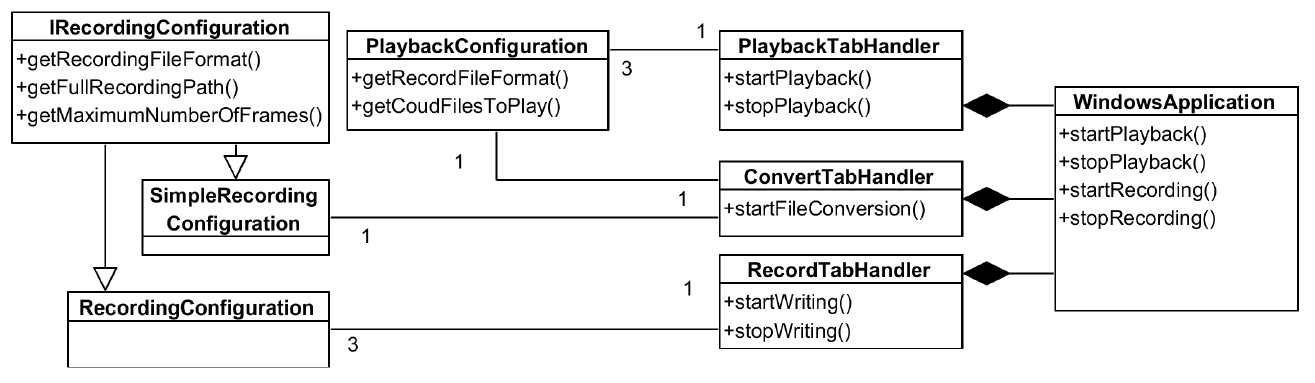 IRecordingConfiguration
+getRecordingFileFormat()
+getFullRecordingPath()
+getMaximumNumberOfFrames()
PlaybackConfiguration
+getRecordFileFormat()
+getCoudFilesToPlay()
1
3
PlaybackTabHandler
+startPlayback()
+stopPlayback()
WindowsApplication
+startPlayback()
+stopPlayback()
+startRecording()
+stopRecording()
SimpleRecording
Configuration
1
1
1
ConvertTabHandler
+startFileConversion()
RecordingConfiguration
3
1
RecordTabHandler
+startWriting()
+stopWriting()